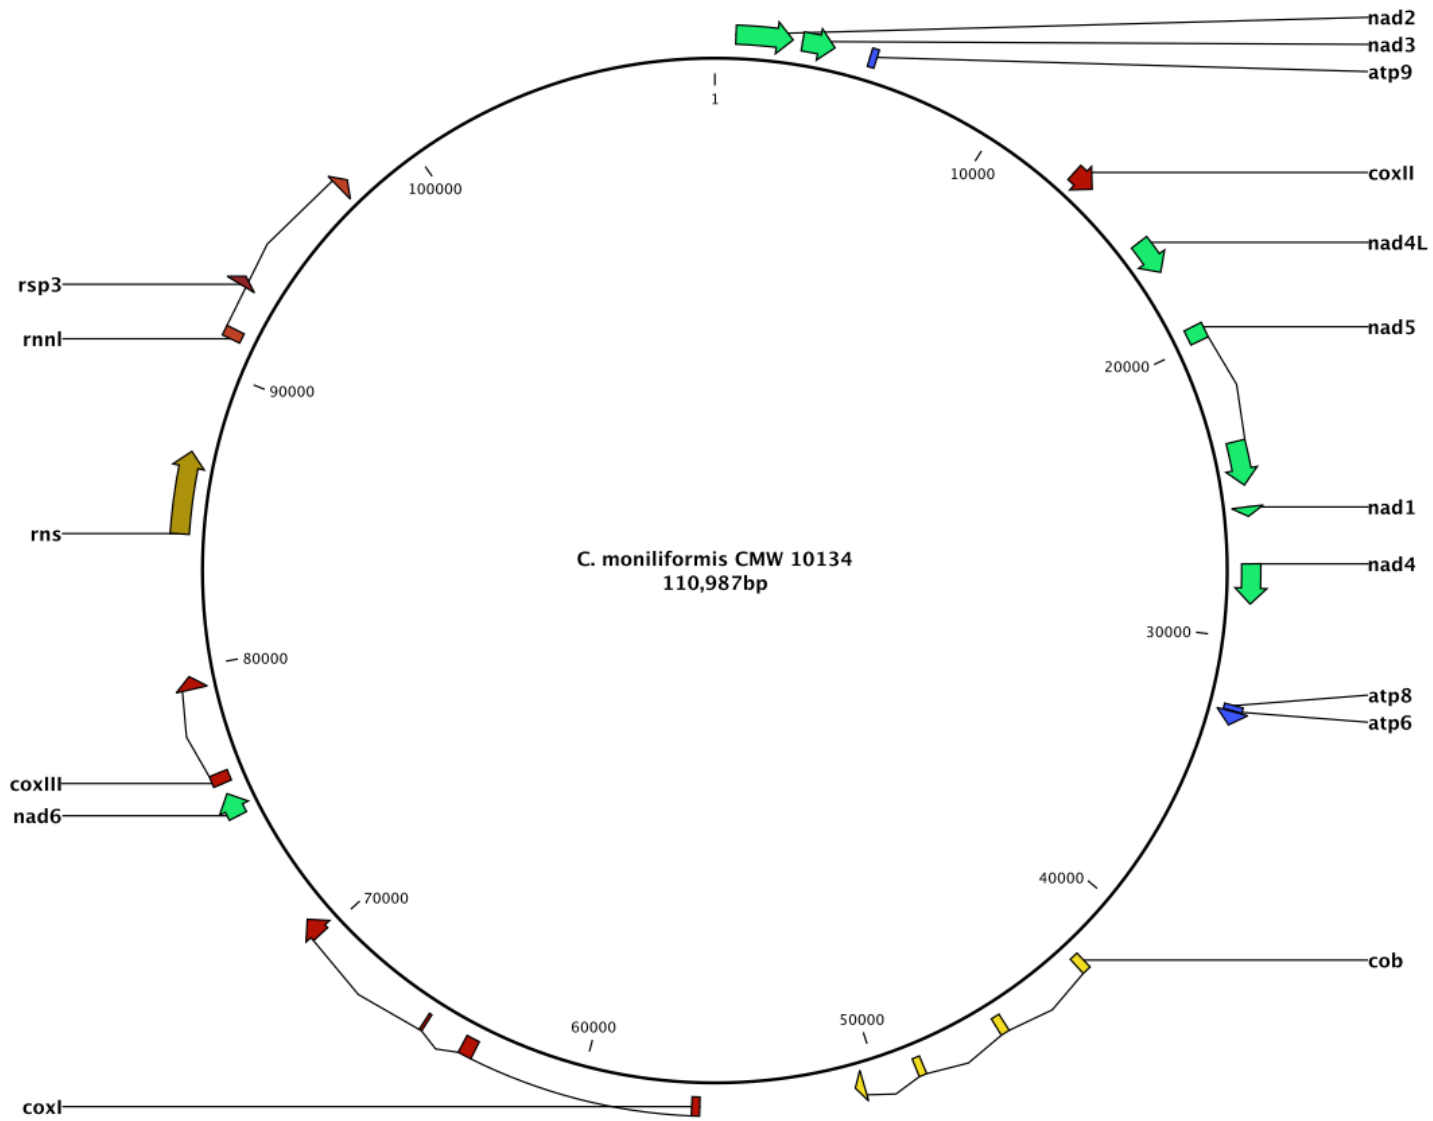 nad2
nad3
atp9
1
10000
coxII
100000
nad4L
rsp3
nad5
rnnl
20000
90000
nad1
rns
C. moniliformis CMW 10134
110,987bp
nad4
30000
80000
atp8
atp6
coxIII
nad6
40000
70000
cob
50000
60000
coxI